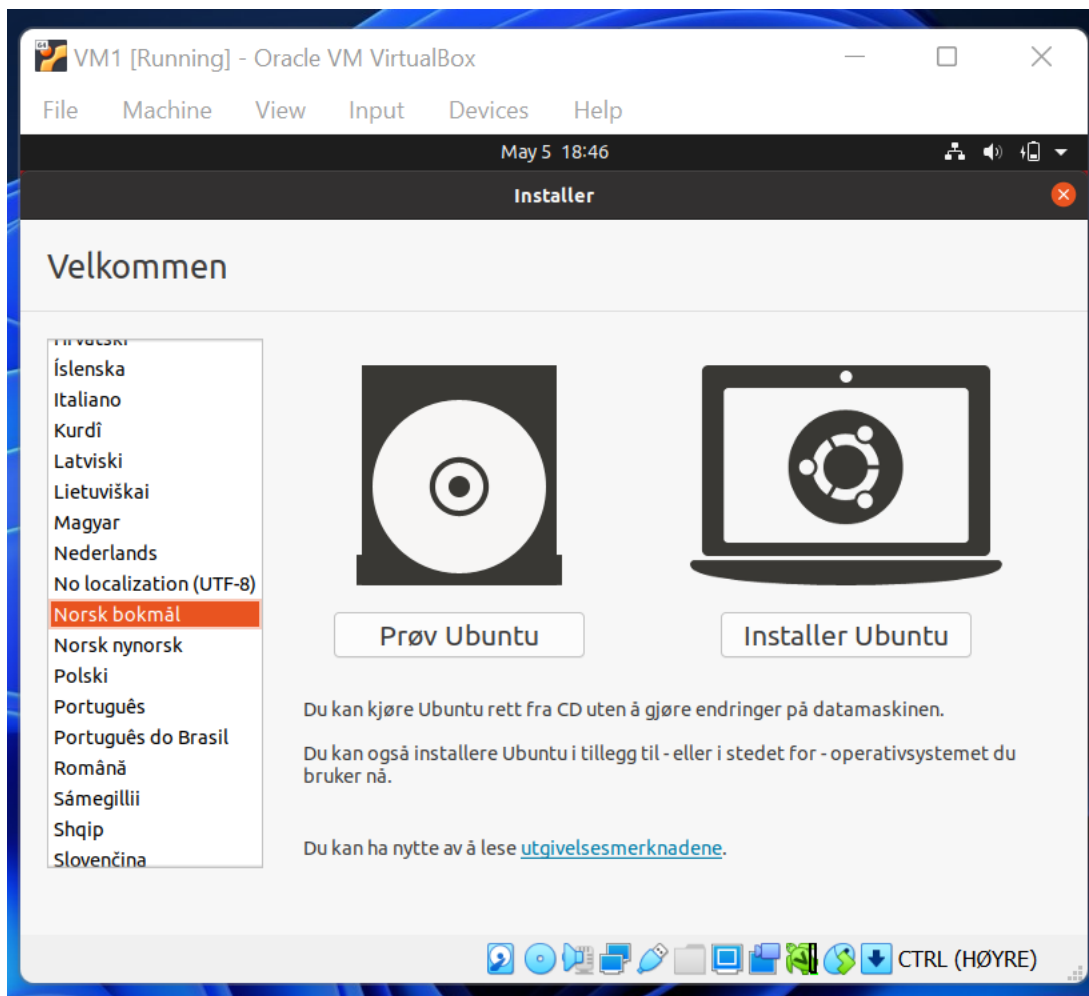 VM1 [Running] - Oracle VM VirtualBox
File Machine View Input Devices Help
May 5 18:46
Installer
Velkommen
Hrvatski
Íslenska
Italiano
Kurdî
Latviski
Lietuviškai
Magyar
Nederlands
No localization (UTF-8)
Norsk bokmål
Norsk nynorsk
Polski
Português
Português do Brasil
Română
Sámegillii
Shqip
Slovenčina
Prøv Ubuntu
Installer Ubuntu
Du kan kjøre Ubuntu rett fra CD uten å gjøre endringer på datamaskinen.
Du kan også installere Ubuntu i tillegg til - eller i stedet for - operativsystemet du
bruker nå.
Du kan ha nytte av å lese utgivelsesmerknadene.
CTRL (HØYRE)